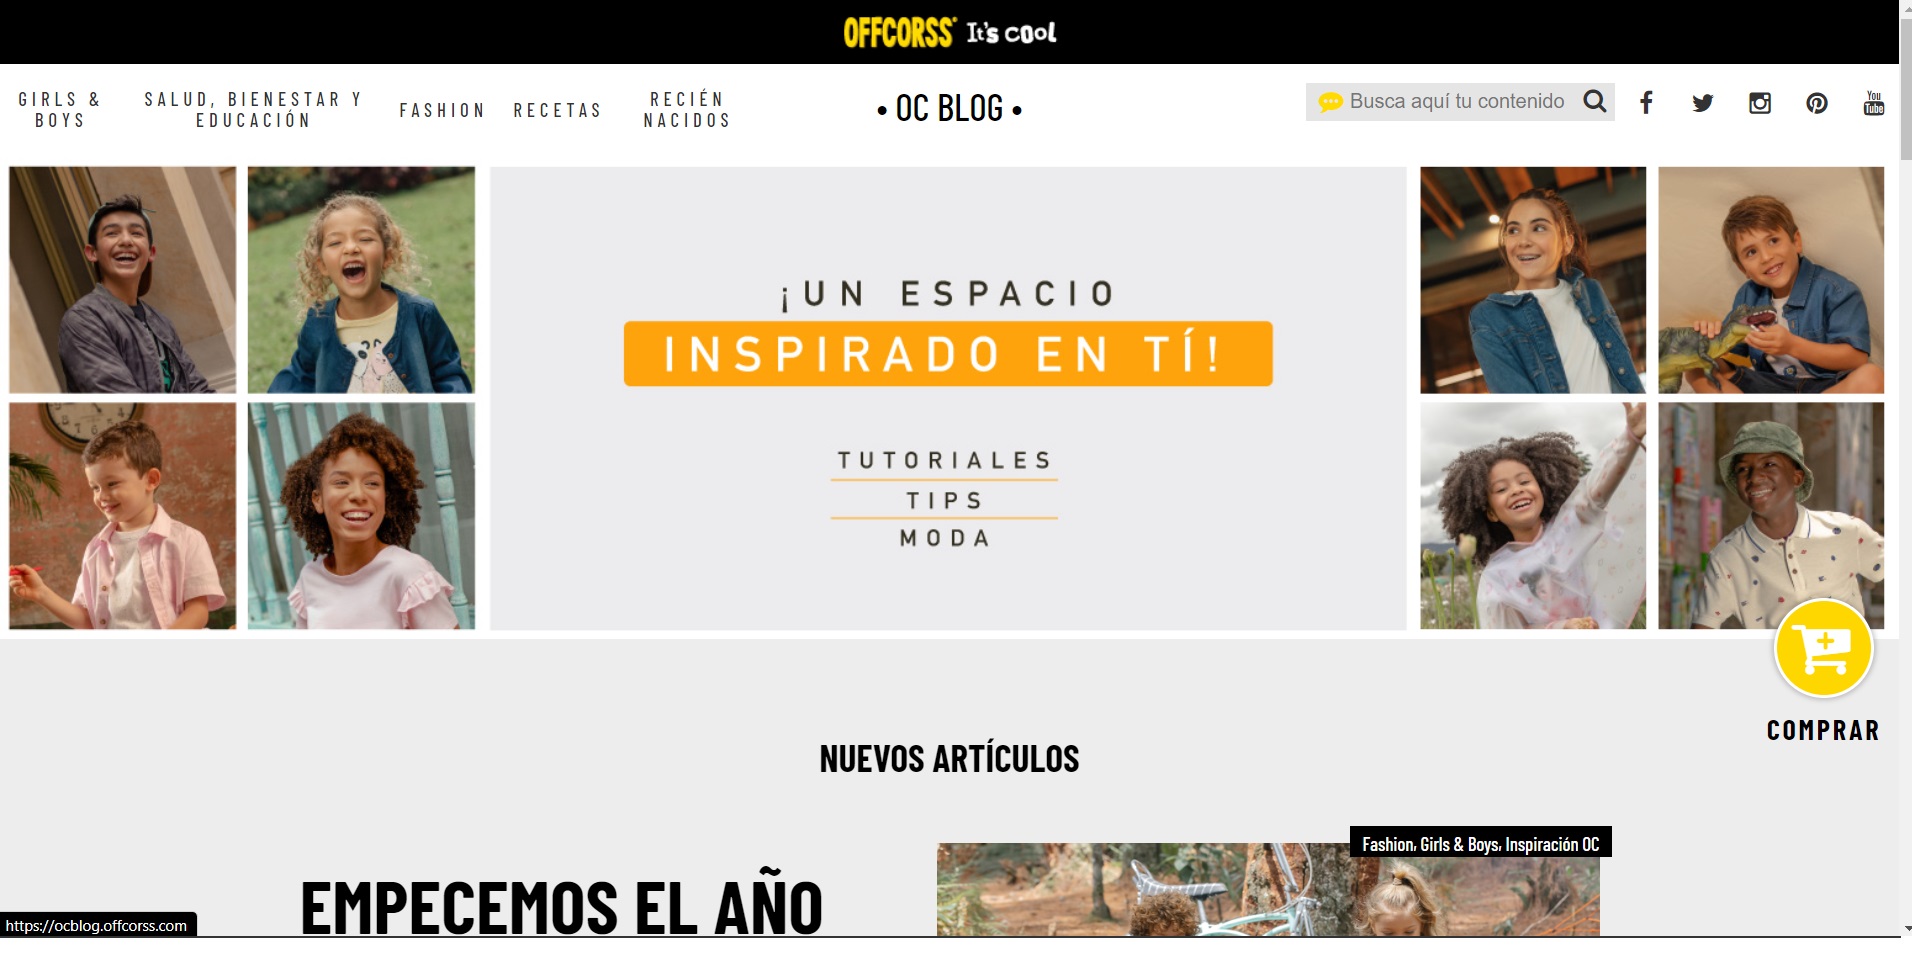 OFFCORSS® It's cool
GIRLS &
BOYS
SALUD, BIENESTAR Y
EDUCACIÓN
FASHION
RECETAS
RECIÉN
NACIDOS
• OC BLOG •
Busca aquí tu contenido
You
Tube
¡UN ESPACIO
INSPIRADO EN TÍ!
TUTORIALES
TIPS
MODA
COMPRAR
NUEVOS ARTÍCULOS
Fashion, Girls & Boys, Inspiración OC
EMPECEMOS EL AÑO
https://ocblog.offcorss.com